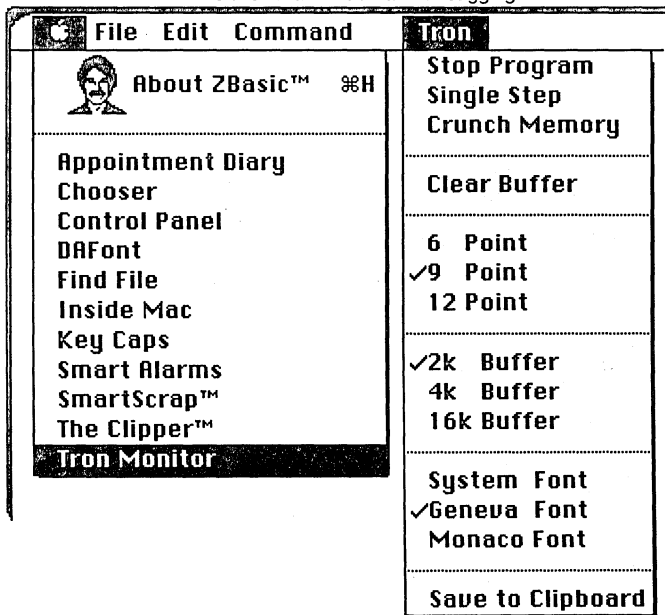 File Edit Command
About ZBasic™ ⌘H
Appointment Diary
Chooser
Control Panel
DAFont
Find File
Inside Mac
Key Caps
Smart Alarms
SmartScrap™
The Clipper™
Tron Monitor
Tron
Stop Program
Single Step
Crunch Memory
Clear Buffer
6 Point
✓9 Point
12 Point
✓2k Buffer
4k Buffer
16k Buffer
System Font
✓Geneva Font
Monaco Font
Save to Clipboard